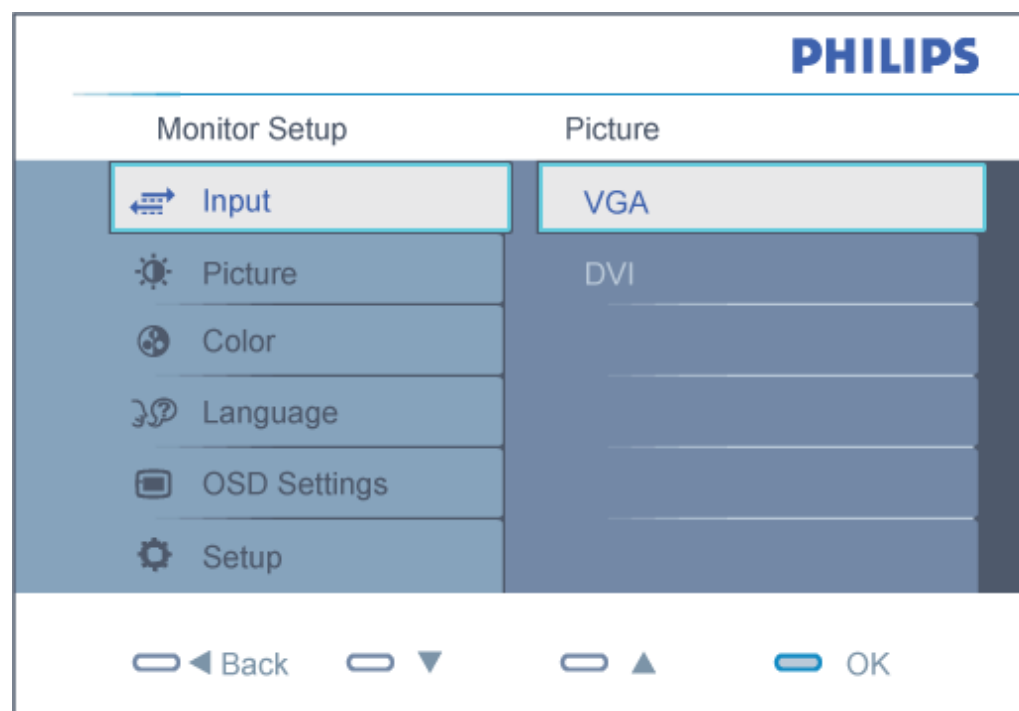 PHILIPS
Monitor Setup Picture
Input VGA
Picture DVI
Color
Language
OSD Settings
Setup
Back OK